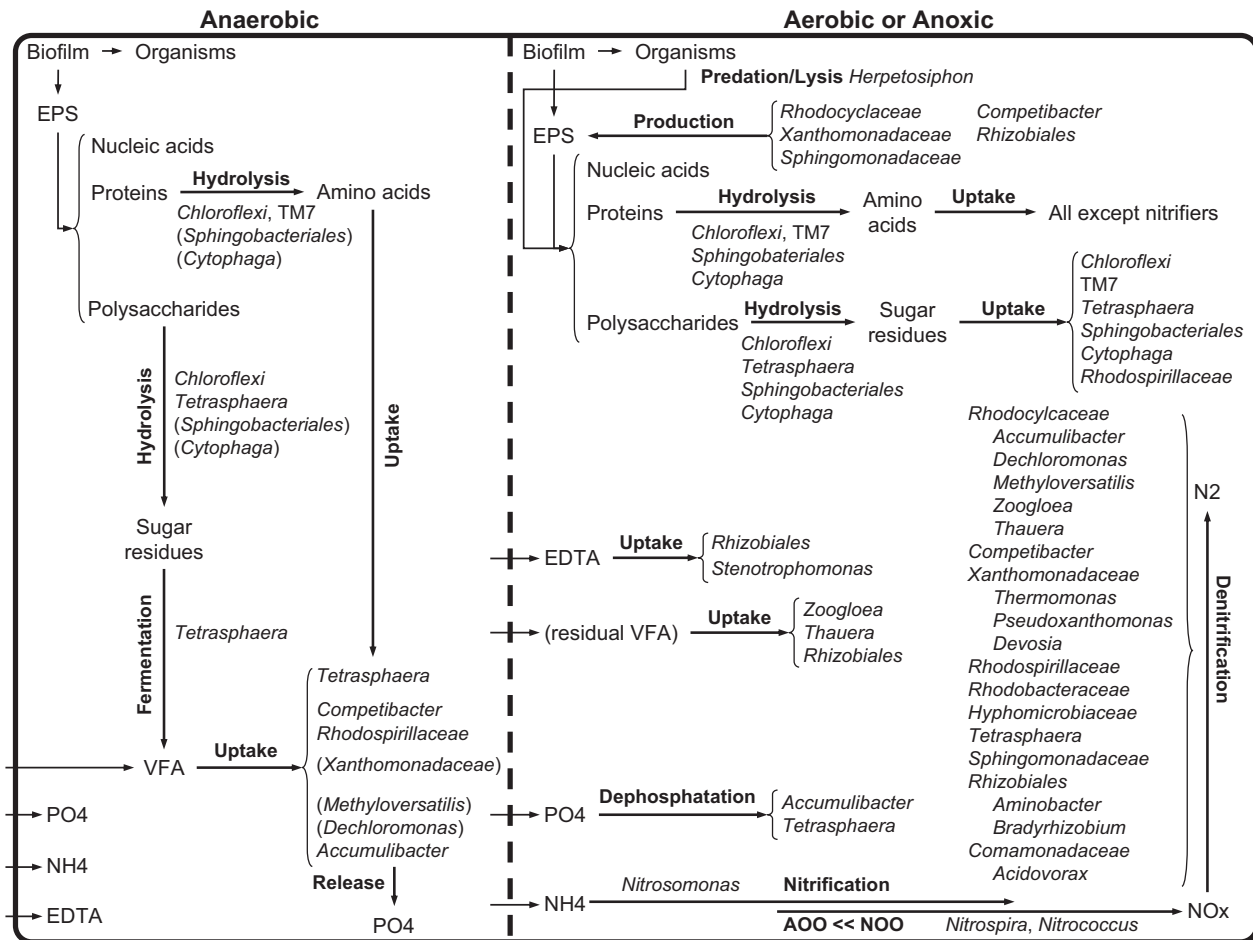 Anaerobic
Biofilm → Organisms
EPS
Nucleic acids
Proteins
Hydrolysis
Amino acids
Chloroflexi, TM7
(Sphingobacteriales)
(Cytophaga)
Polysaccharides
Hydrolysis
Chloroflexi
Tetrasphaera
(Sphingobacteriales)
(Cytophaga)
Uptake
Sugar
residues
Fermentation
Tetrasphaera
VFA
Uptake
Tetrasphaera
Competibacter
Rhodospirillaceae
(Xanthomonadaceae)
(Methyloversatilis)
(Dechloromonas)
Accumulibacter
Release
PO4
PO4
NH4
EDTA
Aerobic or Anoxic
Biofilm → Organisms
Predation/Lysis Herpetosiphon
EPS
Production
Rhodocyclaceae
Xanthomonadaceae
Sphingomonadaceae
Competibacter
Rhizobiales
Nucleic acids
Proteins
Hydrolysis
Chloroflexi, TM7
Sphingobateriales
Cytophaga
Amino
acids
Uptake
All except nitrifiers
Polysaccharides
Hydrolysis
Chloroflexi
Tetrasphaera
Sphingobacteriales
Cytophaga
Sugar
residues
Uptake
Chloroflexi
TM7
Tetrasphaera
Sphingobacteriales
Cytophaga
Rhodospirillaceae
EDTA
Uptake
Rhizobiales
Stenotrophomonas
(residual VFA)
Uptake
Zoogloea
Thauera
Rhizobiales
PO4
Dephosphatation
Accumulibacter
Tetrasphaera
Rhodocylcaceae
Accumulibacter
Dechloromonas
Methyloversatilis
Zoogloea
Thauera
Competibacter
Xanthomonadaceae
Thermomonas
Pseudoxanthomonas
Devosia
Rhodospirillaceae
Rhodobacteraceae
Hyphomicrobiaceae
Tetrasphaera
Sphingomonadaceae
Rhizobiales
Aminobacter
Bradyrhizobium
Comamonadaceae
Acidovorax
N2
Denitrification
NH4
Nitrosomonas
Nitrification
AOO << NOO
Nitrospira, Nitrococcus
NOx